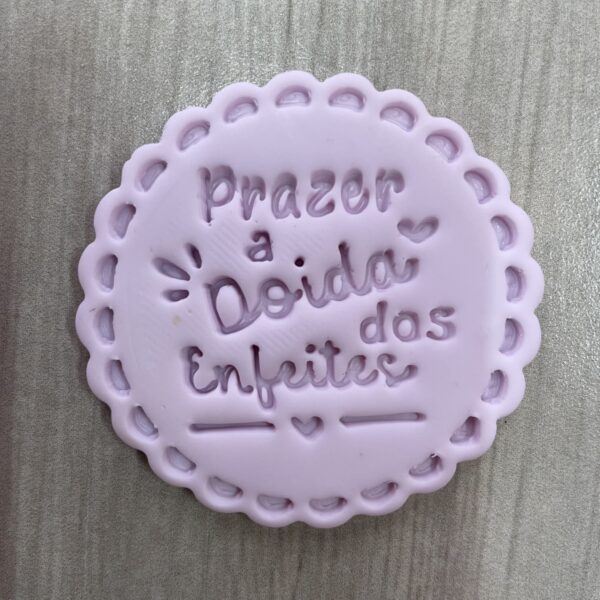 Prazer
a
Doida
dos
Enfeites